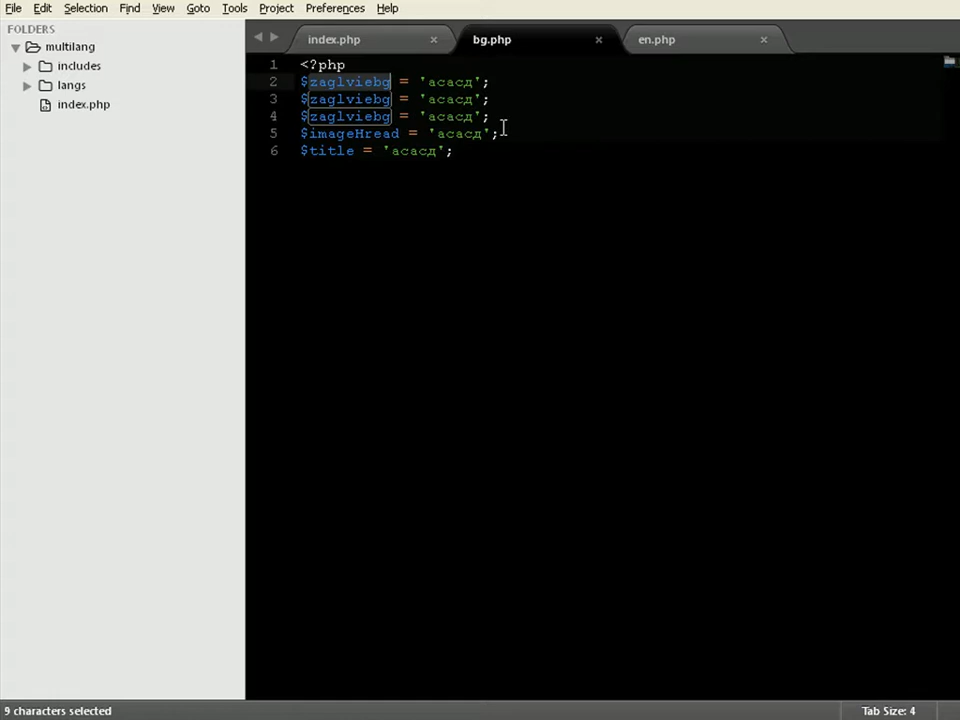 File Edit Selection Find View Goto Tools Project Preferences Help
FOLDERS
multilang
includes
langs
index.php
index.php × bg.php × en.php ×
1 <?php
2 $zaglviebg = 'асасд';
3 $zaglviebg = 'асасд';
4 $zaglviebg = 'асасд';
5 $imageHread = 'асасд';
6 $title = 'асасд';
9 characters selected
Tab Size: 4